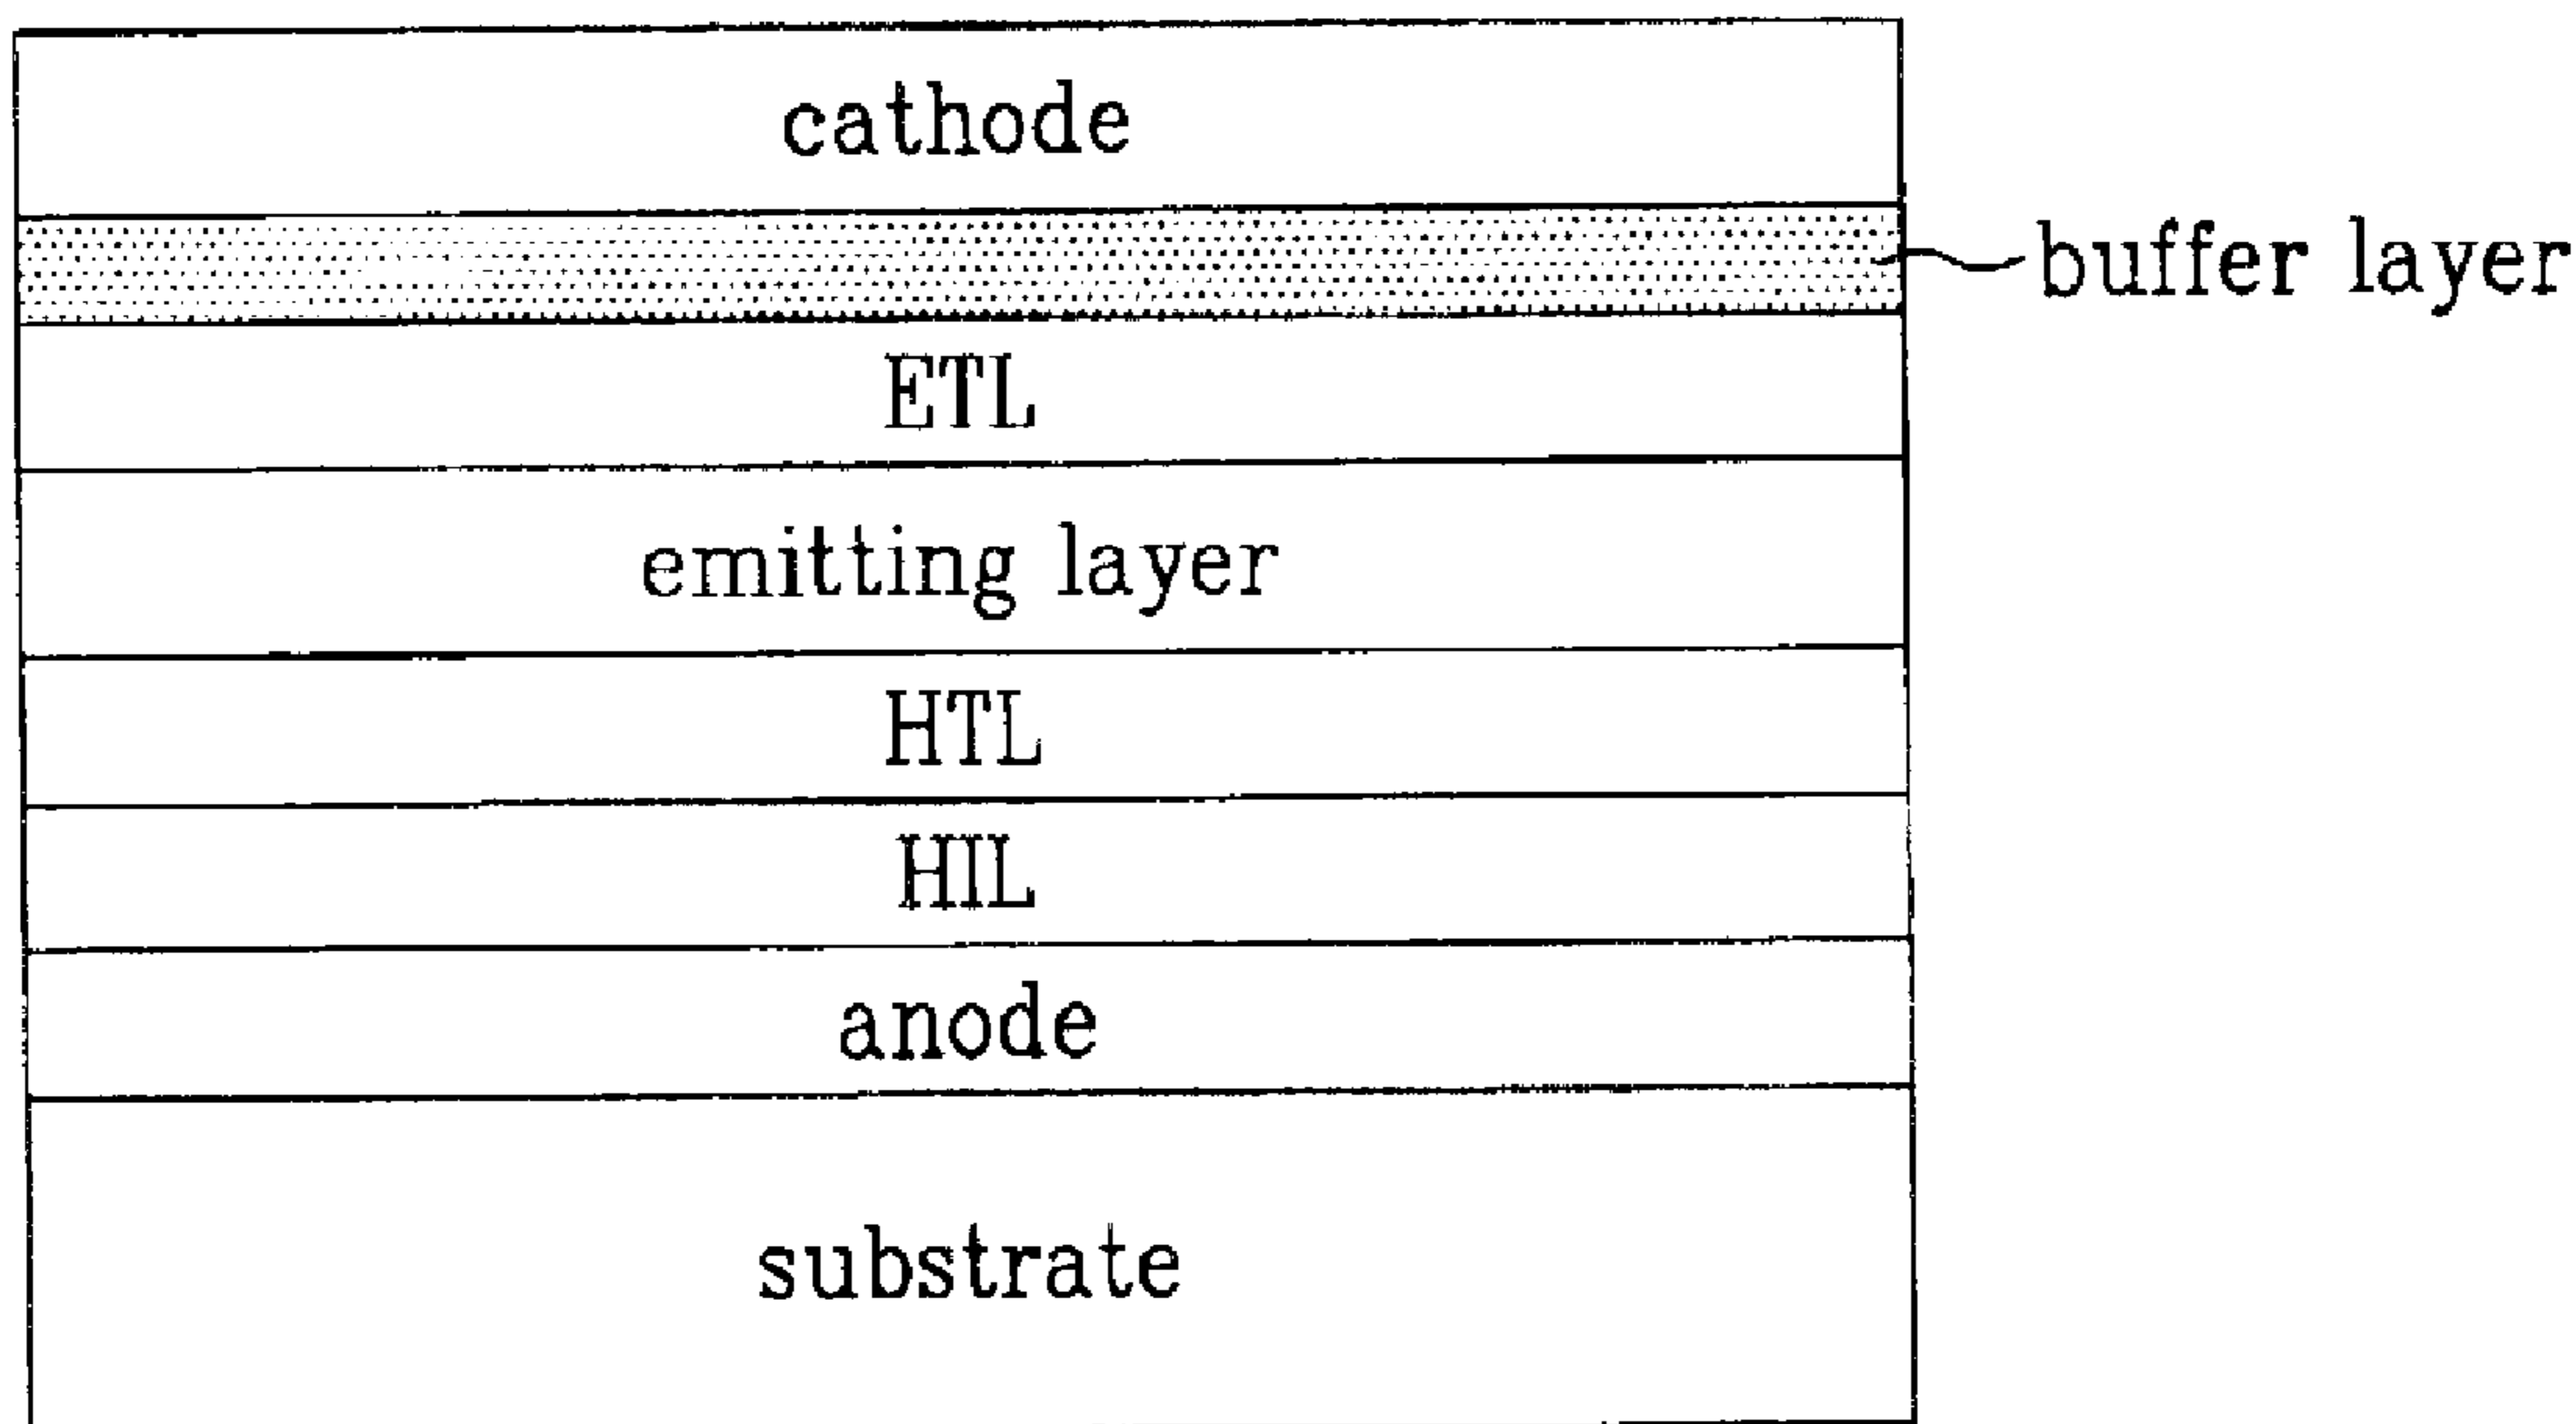 cathode
buffer layer
ETL
emitting layer
HTL
HIL
anode
substrate